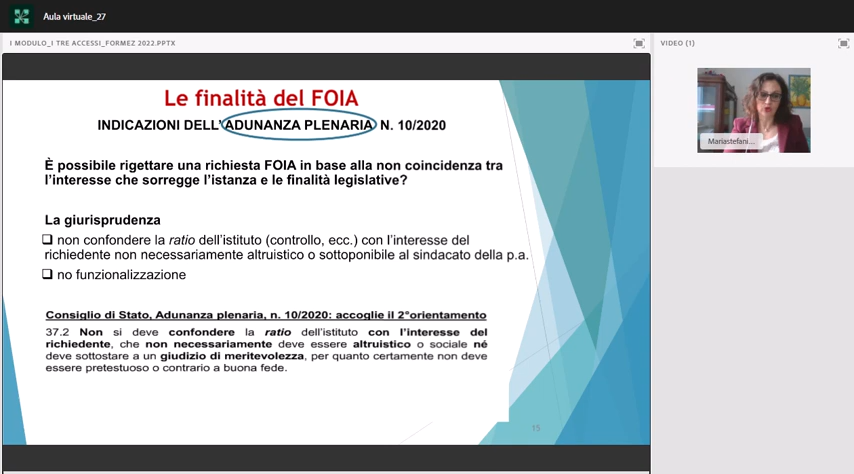 Aula virtuale_27
I MODULO_I TRE ACCESSI_FORMEZ 2022.PPTX
VIDEO (1)
Le finalità del FOIA
INDICAZIONI DELL'ADUNANZA PLENARIA N. 10/2020
È possibile rigettare una richiesta FOIA in base alla non coincidenza tra
l'interesse che sorregge l'istanza e le finalità legislative?
La giurisprudenza
❑ non confondere la ratio dell'istituto (controllo, ecc.) con l'interesse del
richiedente non necessariamente altruistico o sottoponibile al sindacato della p.a.
❑ no funzionalizzazione
Consiglio di Stato, Adunanza plenaria, n. 10/2020: accoglie il 2°orientamento
37.2 Non si deve confondere la ratio dell'istituto con l'interesse del
richiedente, che non necessariamente deve essere altruistico o sociale né
deve sottostare a un giudizio di meritevolezza, per quanto certamente non deve
essere pretestuoso o contrario a buona fede.
15
Mariastefani...